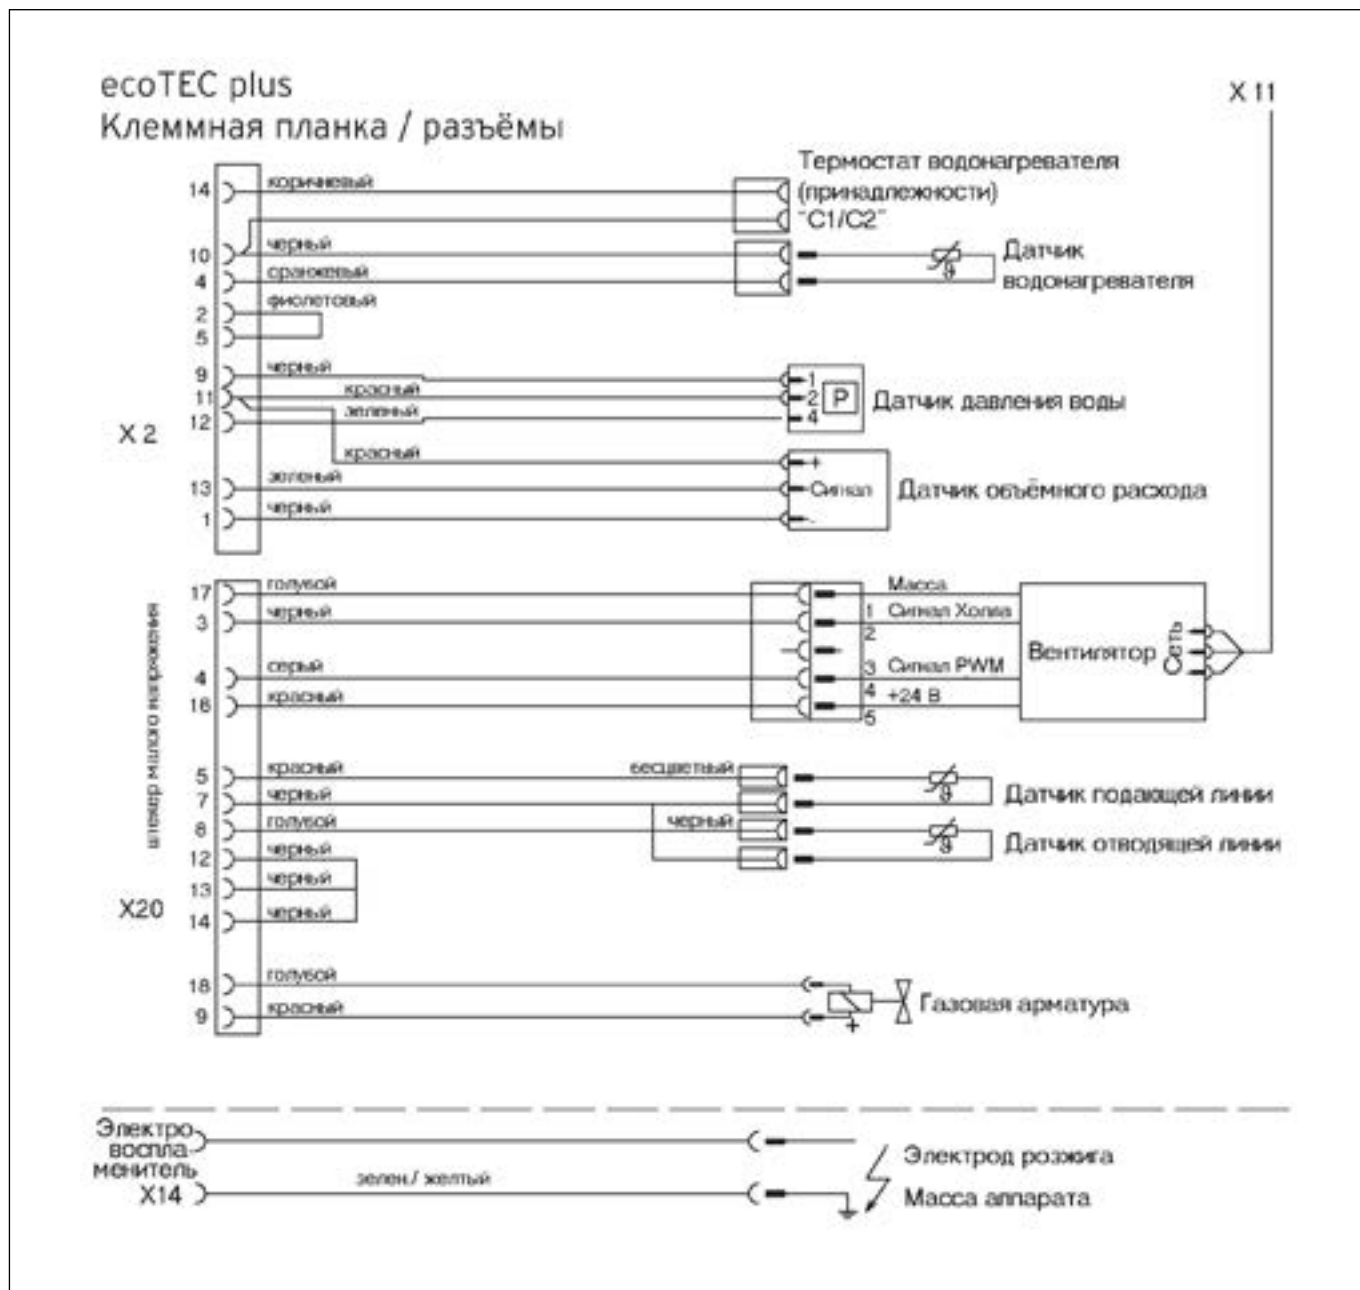 ecoTEC plus
Клеммная планка / разъёмы
X 11
Термостат водонагревателя
(принадлежности)
"C1/C2"
14 коричневый
10 черный
4 оранжевый
Датчик
водонагревателя
ϑ
2 фиолетовый
5
9 черный
11 красный
12 зеленый
1
2
4
P
Датчик давления воды
X 2
красный
13 зеленый
1 черный
+
Сигнал
-
Датчик объёмного расхода
17 голубой
3 черный
4 серый
16 красный
Масса
1 Сигнал Холла
2
3 Сигнал PWM
4 +24 В
5
Вентилятор
Сеть
штекер малого напряжения
5 красный
бесцветный
7 черный
8 голубой
черный
12 черный
13 черный
14 черный
ϑ
Датчик подающей линии
ϑ
Датчик отводящей линии
X20
18 голубой
9 красный
+
Газовая арматура
Электро
воспла-
менитель
X14
зелен./ желтый
Электрод розжига
Масса аппарата